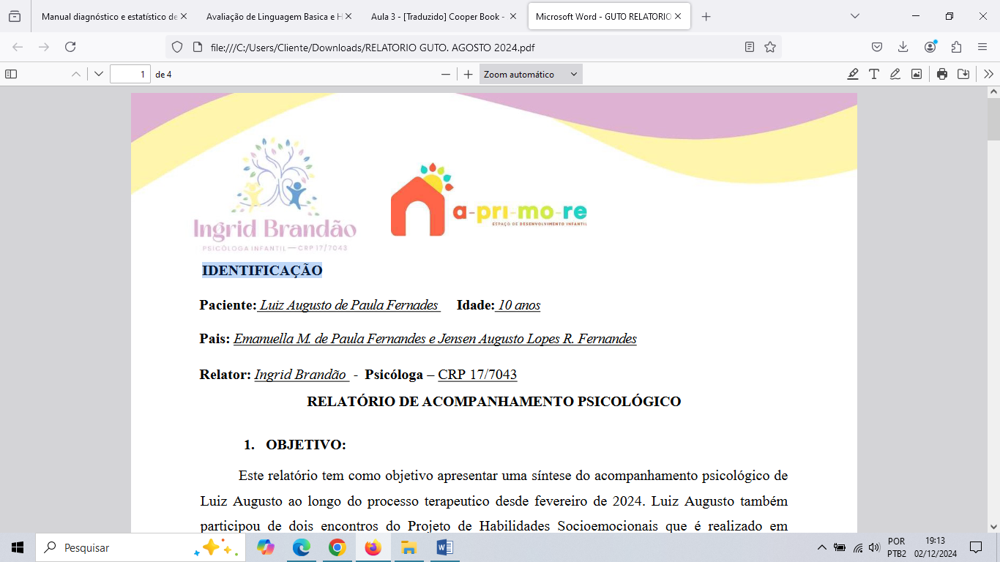 Manual diagnóstico e estatístico de
Avaliação de Linguagem Basica e H
Aula 3 - [Traduzido] Cooper Book -
Microsoft Word - GUTO RELATORIO
file:///C:/Users/Cliente/Downloads/RELATORIO GUTO. AGOSTO 2024.pdf
1 de 4
Zoom automático
Ingrid Brandão
PSICÓLOGA INFANTIL — CRP 17/7043
a-pri-mo-re
ESPAÇO DE DESENVOLVIMENTO INFANTIL
IDENTIFICAÇÃO
Paciente: Luiz Augusto de Paula Fernades Idade: 10 anos
Pais: Emanuella M. de Paula Fernandes e Jensen Augusto Lopes R. Fernandes
Relator: Ingrid Brandão - Psicóloga – CRP 17/7043
RELATÓRIO DE ACOMPANHAMENTO PSICOLÓGICO
1. OBJETIVO:
Este relatório tem como objetivo apresentar uma síntese do acompanhamento psicológico de
Luiz Augusto ao longo do processo terapeutico desde fevereiro de 2024. Luiz Augusto também
participou de dois encontros do Projeto de Habilidades Socioemocionais que é realizado em
Pesquisar
POR
PTB2
19:13
02/12/2024